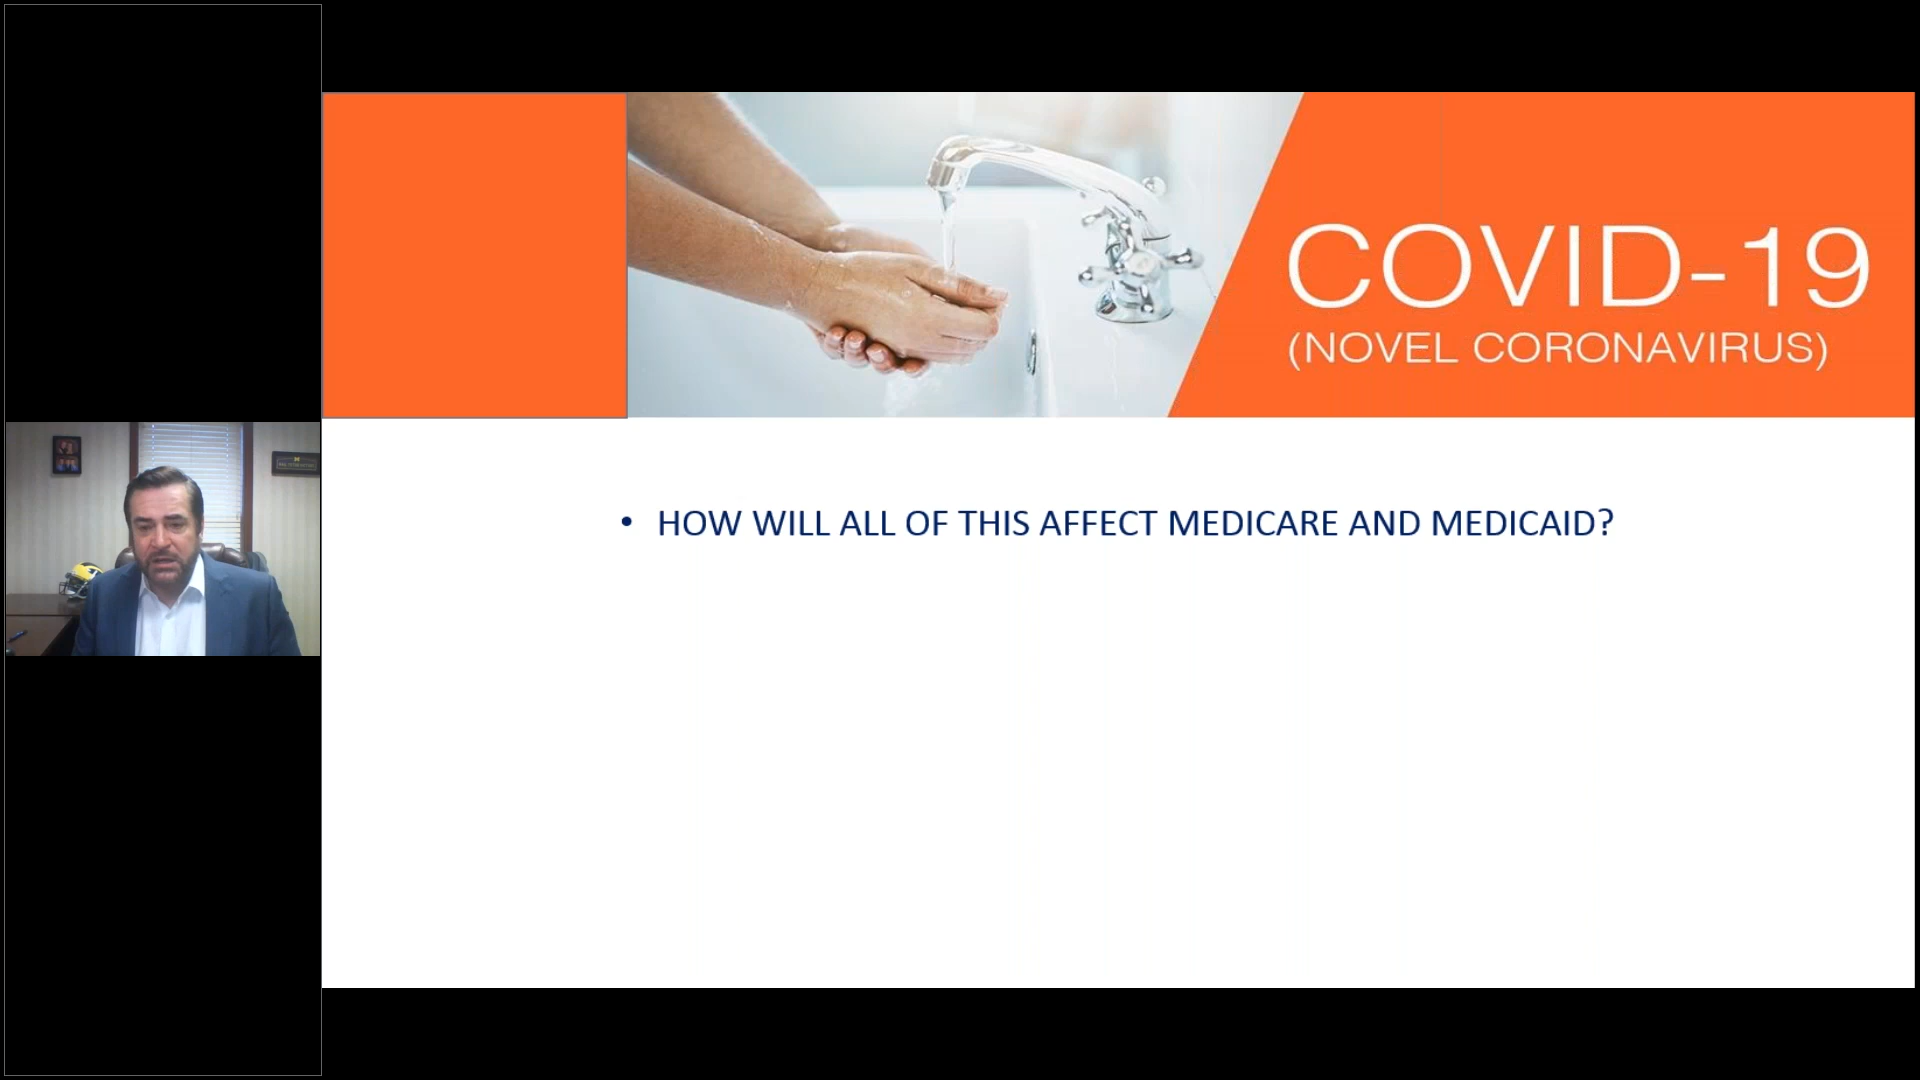 COVID-19
(NOVEL CORONAVIRUS)
• HOW WILL ALL OF THIS AFFECT MEDICARE AND MEDICAID?